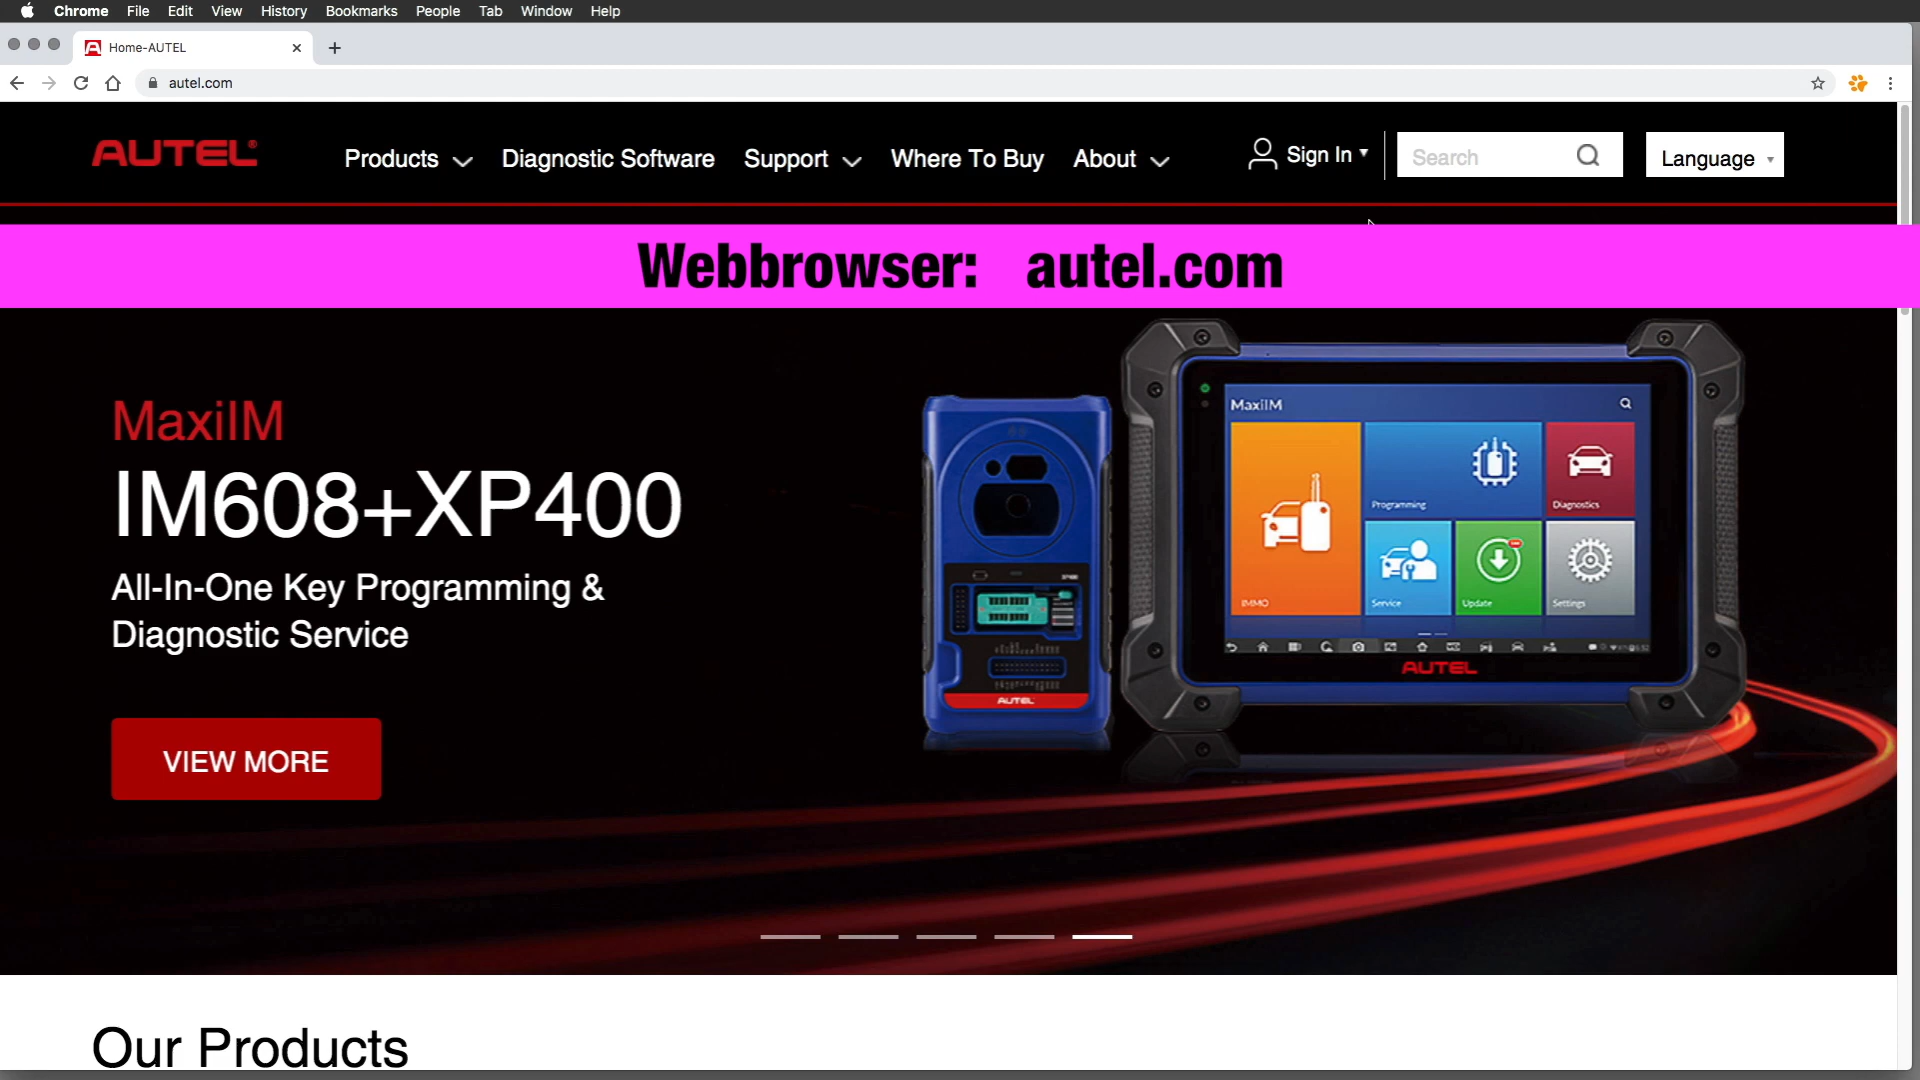 Chrome File Edit View History Bookmarks People Tab Window Help
Home-AUTEL
autel.com
AUTEL
Products Diagnostic Software Support Where To Buy About Sign In Search Language
Webbrowser: autel.com
MaxiIM
IM608+XP400
All-In-One Key Programming &
Diagnostic Service
VIEW MORE
MaxiIM
Programming Diagnostics
IMMO Service Update Settings
AUTEL
AUTEL
Our Products